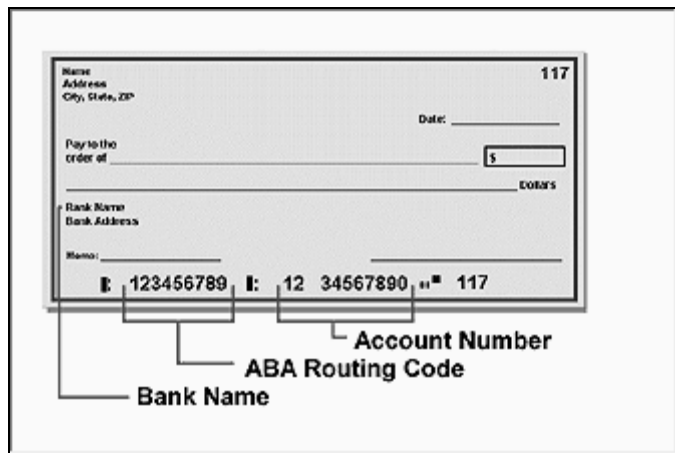 Name 117
Address
City, State, ZIP
Date:
Pay to the
order of $
Dollars
Bank Name
Bank Address
Memo:
⑆ 123456789 ⑆ 12 34567890 ⑈ 117
Account Number
ABA Routing Code
Bank Name